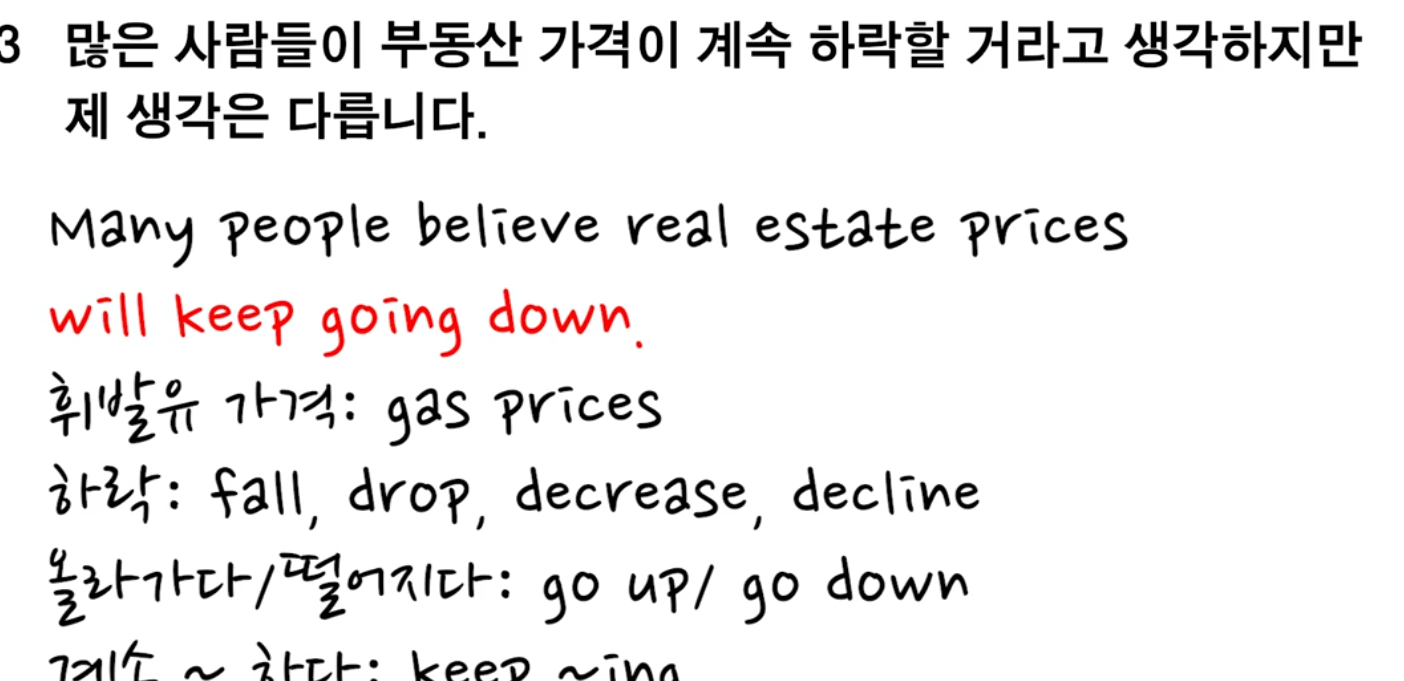 3 많은 사람들이 부동산 가격이 계속 하락할 거라고 생각하지만
제 생각은 다릅니다.
Many people believe real estate prices
will keep going down.
휘발유 가격: gas prices
하락: fall, drop, decrease, decline
올라가다/떨어지다: go up/ go down
계속 ~ 하다: keep ~ing